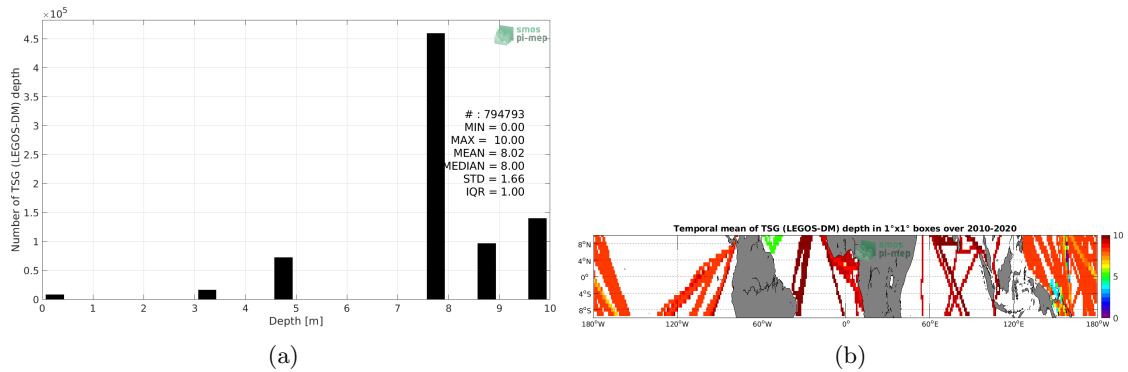 ×10⁵
smos
pi-mep
4.5
4
3.5
3
2.5
2
1.5
1
0.5
0
Number of TSG (LEGOS-DM) depth
# : 794793
MIN = 0.00
MAX = 10.00
MEAN = 8.02
MEDIAN = 8.00
STD = 1.66
IQR = 1.00
0 1 2 3 4 5 6 7 8 9 10
Depth [m]
(a)
Temporal mean of TSG (LEGOS-DM) depth in 1°x1° boxes over 2010-2020
smos
pi-mep
8°N
4°N
0°
4°S
8°S
180°W 120°W 60°W 0° 60°E 120°E 180°W
10
5
0
(b)